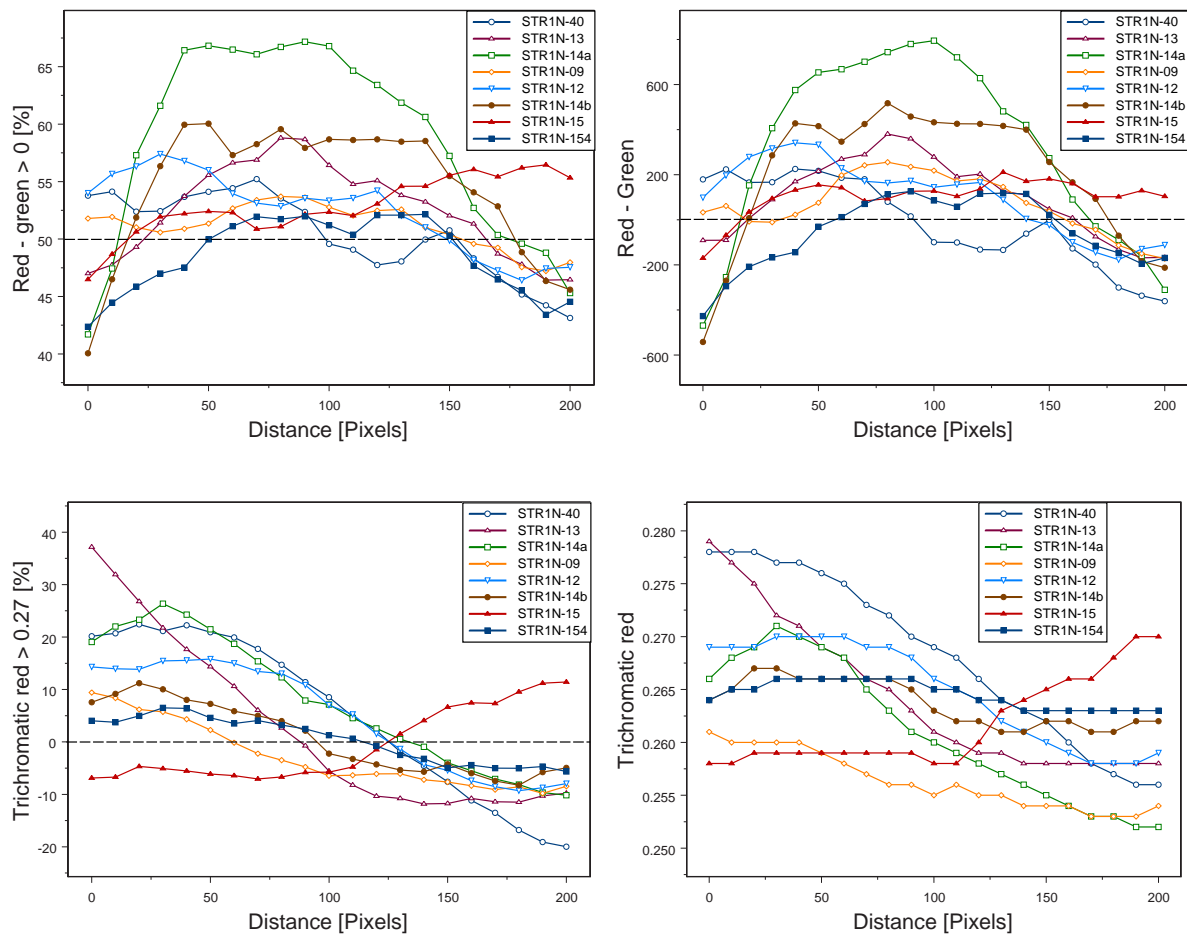 Red - green > 0 [%]
65
60
55
50
45
40
0
50
100
150
200
Distance [Pixels]
STR1N-40
STR1N-13
STR1N-14a
STR1N-09
STR1N-12
STR1N-14b
STR1N-15
STR1N-154
Red - Green
600
200
-200
-600
0
50
100
150
200
Distance [Pixels]
STR1N-40
STR1N-13
STR1N-14a
STR1N-09
STR1N-12
STR1N-14b
STR1N-15
STR1N-154
Trichromatic red > 0.27 [%]
40
30
20
10
0
-10
-20
0
50
100
150
200
Distance [Pixels]
STR1N-40
STR1N-13
STR1N-14a
STR1N-09
STR1N-12
STR1N-14b
STR1N-15
STR1N-154
Trichromatic red
0.280
0.275
0.270
0.265
0.260
0.255
0.250
0
50
100
150
200
Distance [Pixels]
STR1N-40
STR1N-13
STR1N-14a
STR1N-09
STR1N-12
STR1N-14b
STR1N-15
STR1N-154